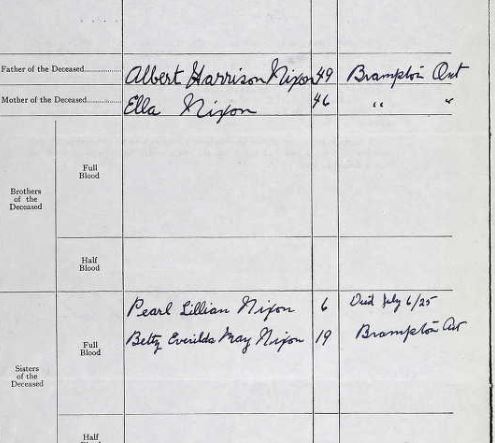 Father of the Deceased............ Albert Harrison Nixon 49 Brampton Ont
Mother of the Deceased............ Ella Nixon 46 " "
Brothers
of the
Deceased
Full
Blood
Half
Blood
Sisters
of the
Deceased
Full
Blood
Pearl Lillian Nixon 6 Died July 6/25
Betty Everilda May Nixon 19 Brampton Ont
Half